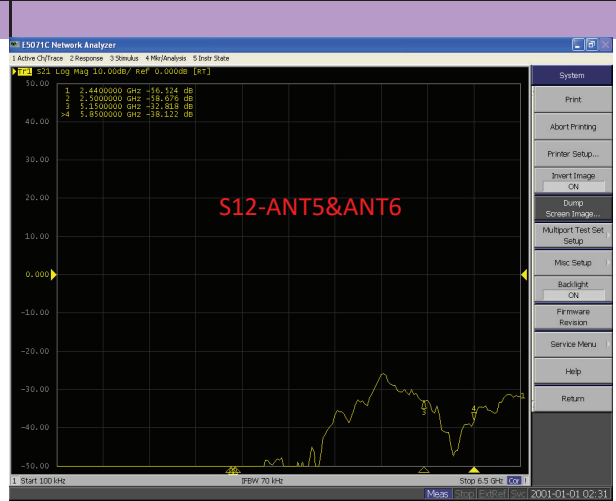 E5071C Network Analyzer
1 Active Ch/Trace 2 Response 3 Stimulus 4 Mkr/Analysis 5 Instr State
Tr1 S21 Log Mag 10.00dB/ Ref 0.000dB [RT]
50.00
1 2.4400000 GHz -56.524 dB
2 2.5000000 GHz -58.676 dB
3 5.1500000 GHz -32.818 dB
>4 5.8500000 GHz -38.122 dB
40.00
30.00
20.00
S12-ANT5&ANT6
10.00
0.000
-10.00
-20.00
-30.00
-40.00
-50.00
1
3
4
1 Start 100 kHz
IFBW 70 kHz
Stop 6.5 GHz Cor !
System
Print
Abort Printing
Printer Setup...
Invert Image
ON
Dump
Screen Image...
Multiport Test Set
Setup
Misc Setup
Backlight
ON
Firmware
Revision
Service Menu
Help
Return
Meas Stop ExtRef Svc 2001-01-01 02:31